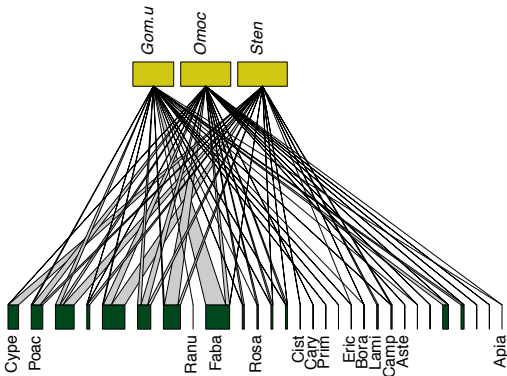 Gom.u
Omoc
Sten
Cype
Poac
Ranu
Faba
Rosa
Cist
Cary
Prim
Eric
Bora
Lami
Camp
Aste
Apia